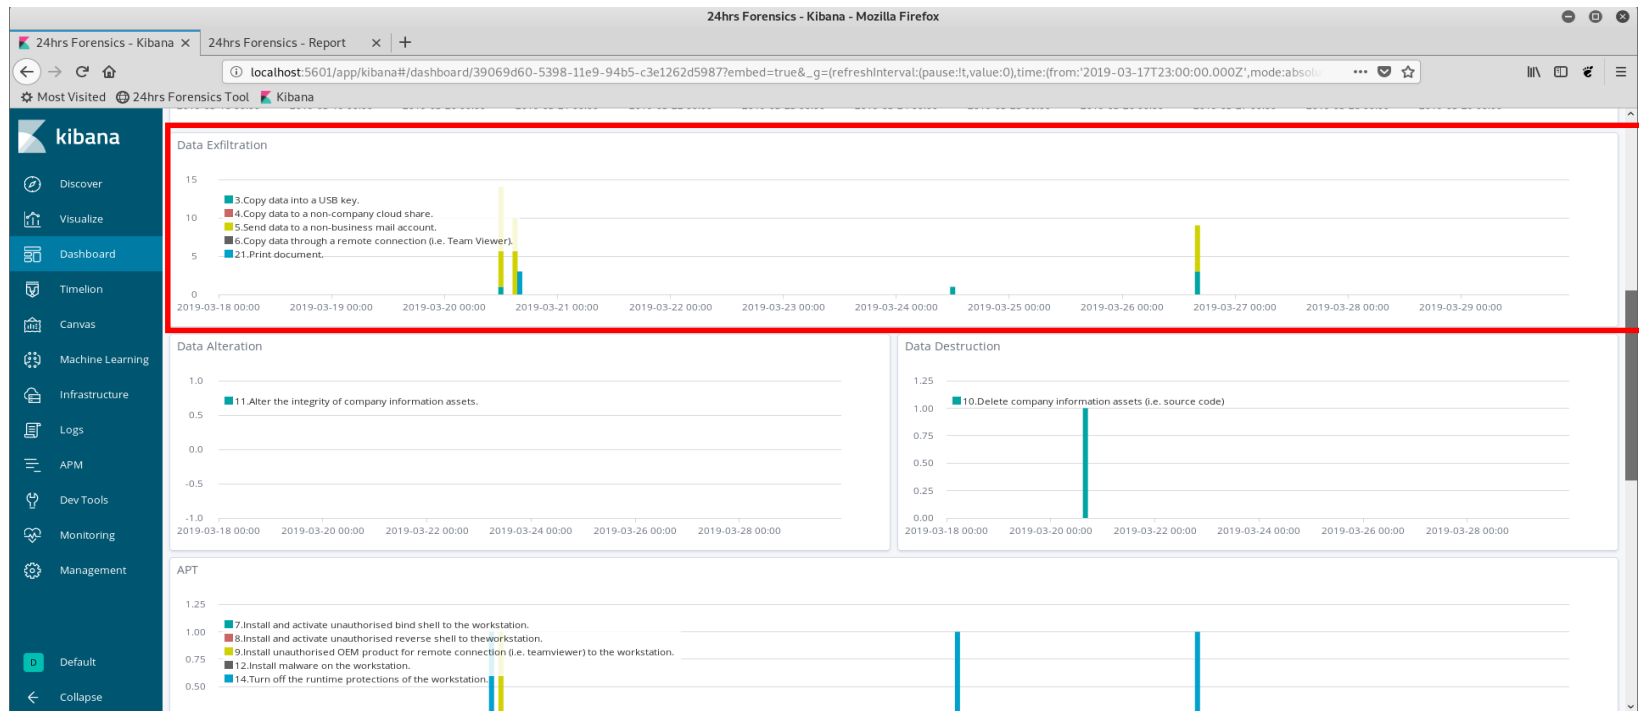 24hrs Forensics - Kibana - Mozilla Firefox
24hrs Forensics - Kibana × 24hrs Forensics - Report × +
localhost:5601/app/kibana#/dashboard/39069d60-5398-11e9-94b5-c3e1262d5987?embed=true&_g=(refreshInterval:(pause:!t,value:0),time:(from:'2019-03-17T23:00:00.000Z',mode:absolu
Most Visited 24hrs Forensics Tool Kibana
kibana
Discover
Visualize
Dashboard
Timelion
Canvas
Machine Learning
Infrastructure
Logs
APM
Dev Tools
Monitoring
Management
D Default
Collapse
Data Exfiltration
15
10
5
0
3.Copy data into a USB key.
4.Copy data to a non-company cloud share.
5.Send data to a non-business mail account.
6.Copy data through a remote connection (i.e. Team Viewer).
21.Print document.
2019-03-18 00:00 2019-03-19 00:00 2019-03-20 00:00 2019-03-21 00:00 2019-03-22 00:00 2019-03-23 00:00 2019-03-24 00:00 2019-03-25 00:00 2019-03-26 00:00 2019-03-27 00:00 2019-03-28 00:00 2019-03-29 00:00
Data Alteration
1.0
0.5
0.0
-0.5
-1.0
11.Alter the integrity of company information assets.
2019-03-18 00:00 2019-03-20 00:00 2019-03-22 00:00 2019-03-24 00:00 2019-03-26 00:00 2019-03-28 00:00
Data Destruction
1.25
1.00
0.75
0.50
0.25
0.00
10.Delete company information assets (i.e. source code)
2019-03-18 00:00 2019-03-20 00:00 2019-03-22 00:00 2019-03-24 00:00 2019-03-26 00:00 2019-03-28 00:00
APT
1.25
1.00
0.75
0.50
7.Install and activate unauthorised bind shell to the workstation.
8.Install and activate unauthorised reverse shell to theworkstation.
9.Install unauthorised OEM product for remote connection (i.e. teamviewer) to the workstation.
12.Install malware on the workstation.
14.Turn off the runtime protections of the workstation.